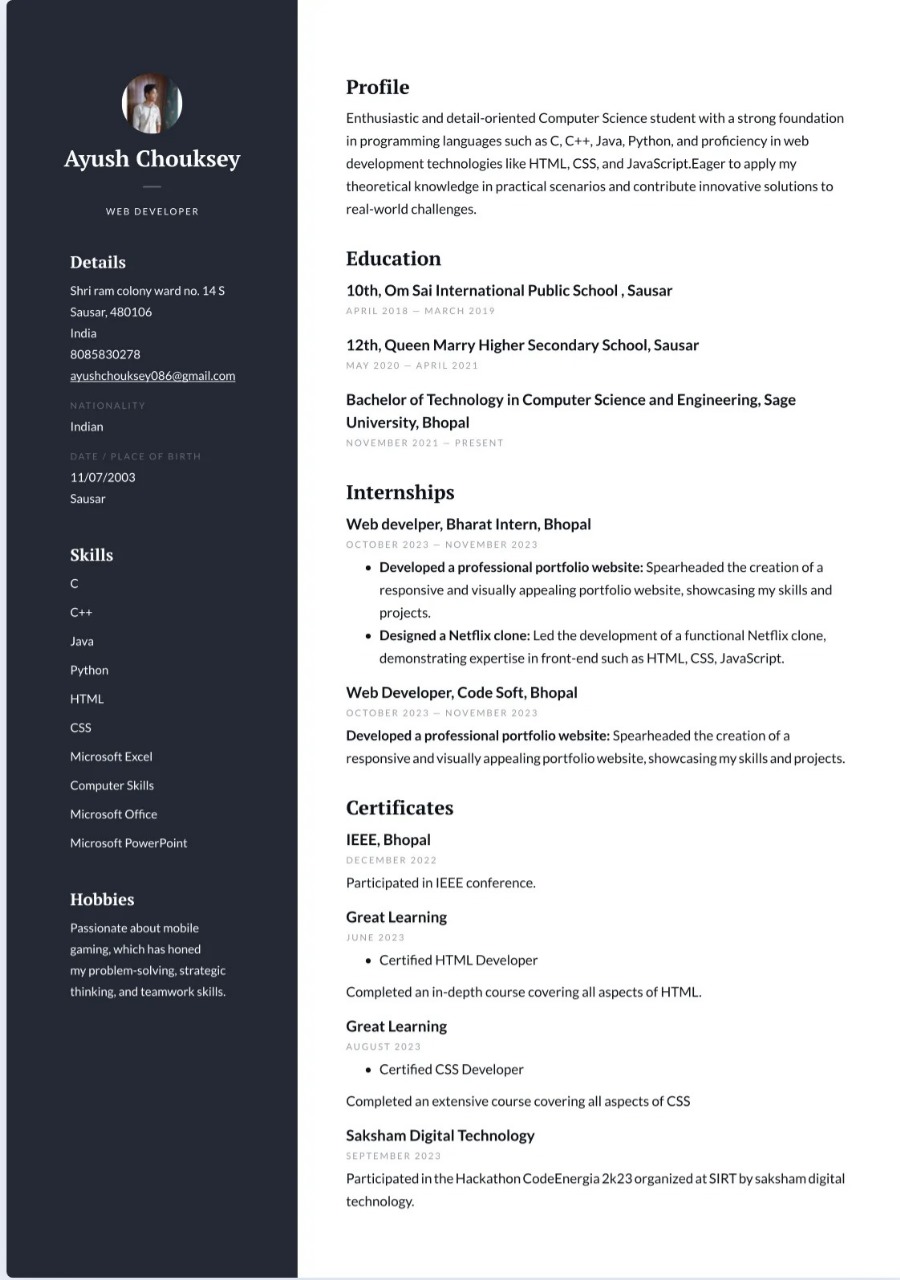 Ayush Chouksey
WEB DEVELOPER
Details
Shri ram colony ward no. 14 S
Sausar, 480106
India
8085830278
ayushchouksey086@gmail.com
NATIONALITY
Indian
DATE / PLACE OF BIRTH
11/07/2003
Sausar
Skills
C
C++
Java
Python
HTML
CSS
Microsoft Excel
Computer Skills
Microsoft Office
Microsoft PowerPoint
Hobbies
Passionate about mobile
gaming, which has honed
my problem-solving, strategic
thinking, and teamwork skills.
Profile
Enthusiastic and detail-oriented Computer Science student with a strong foundation
in programming languages such as C, C++, Java, Python, and proficiency in web
development technologies like HTML, CSS, and JavaScript.Eager to apply my
theoretical knowledge in practical scenarios and contribute innovative solutions to
real-world challenges.
Education
10th, Om Sai International Public School , Sausar
APRIL 2018 — MARCH 2019
12th, Queen Marry Higher Secondary School, Sausar
MAY 2020 — APRIL 2021
Bachelor of Technology in Computer Science and Engineering, Sage
University, Bhopal
NOVEMBER 2021 — PRESENT
Internships
Web develper, Bharat Intern, Bhopal
OCTOBER 2023 — NOVEMBER 2023
• Developed a professional portfolio website: Spearheaded the creation of a
responsive and visually appealing portfolio website, showcasing my skills and
projects.
• Designed a Netflix clone: Led the development of a functional Netflix clone,
demonstrating expertise in front-end such as HTML, CSS, JavaScript.
Web Developer, Code Soft, Bhopal
OCTOBER 2023 — NOVEMBER 2023
Developed a professional portfolio website: Spearheaded the creation of a
responsive and visually appealing portfolio website, showcasing my skills and projects.
Certificates
IEEE, Bhopal
DECEMBER 2022
Participated in IEEE conference.
Great Learning
JUNE 2023
• Certified HTML Developer
Completed an in-depth course covering all aspects of HTML.
Great Learning
AUGUST 2023
• Certified CSS Developer
Completed an extensive course covering all aspects of CSS
Saksham Digital Technology
SEPTEMBER 2023
Participated in the Hackathon CodeEnergia 2k23 organized at SIRT by saksham digital
technology.